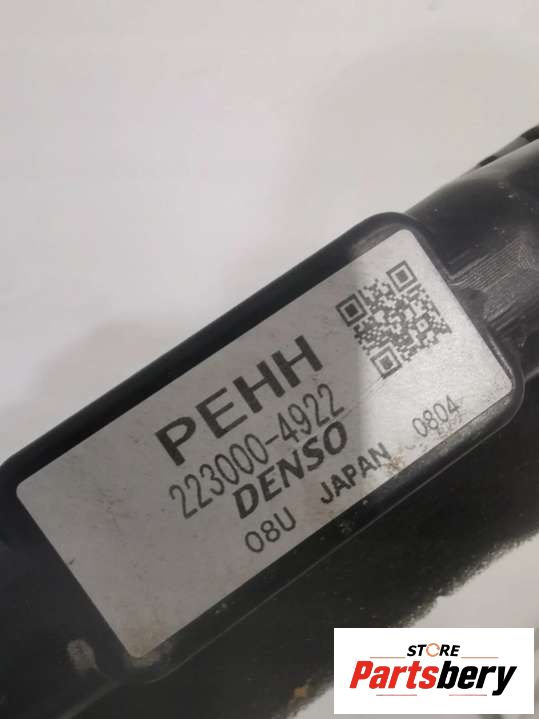 PEHH
223000-4922
DENSO
08U JAPAN 0804
STORE
Partsbery